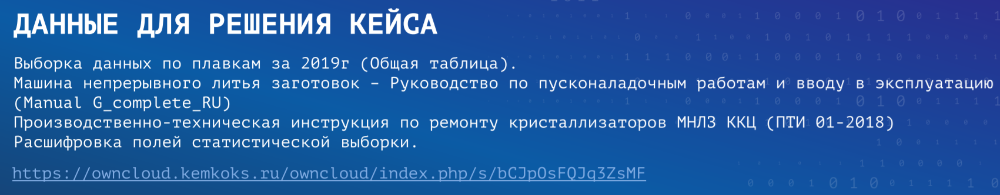 ДАННЫЕ ДЛЯ РЕШЕНИЯ КЕЙСА
Выборка данных по плавкам за 2019г (Общая таблица).
Машина непрерывного литья заготовок – Руководство по пусконаладочным работам и вводу в эксплуатацию
(Manual G_complete_RU)
Производственно-техническая инструкция по ремонту кристаллизаторов МНЛЗ ККЦ (ПТИ 01-2018)
Расшифровка полей статистической выборки.
https://owncloud.kemkoks.ru/owncloud/index.php/s/bCJpOsFQJq3ZsMF